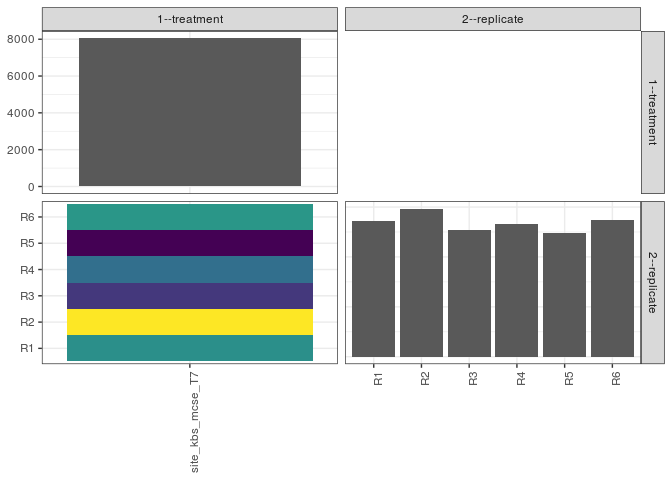 1--treatment
2--replicate
8000
6000
4000
2000
0
1--treatment
R6
R5
R4
R3
R2
R1
2--replicate
site_kbs_mcse_T7
R1
R2
R3
R4
R5
R6